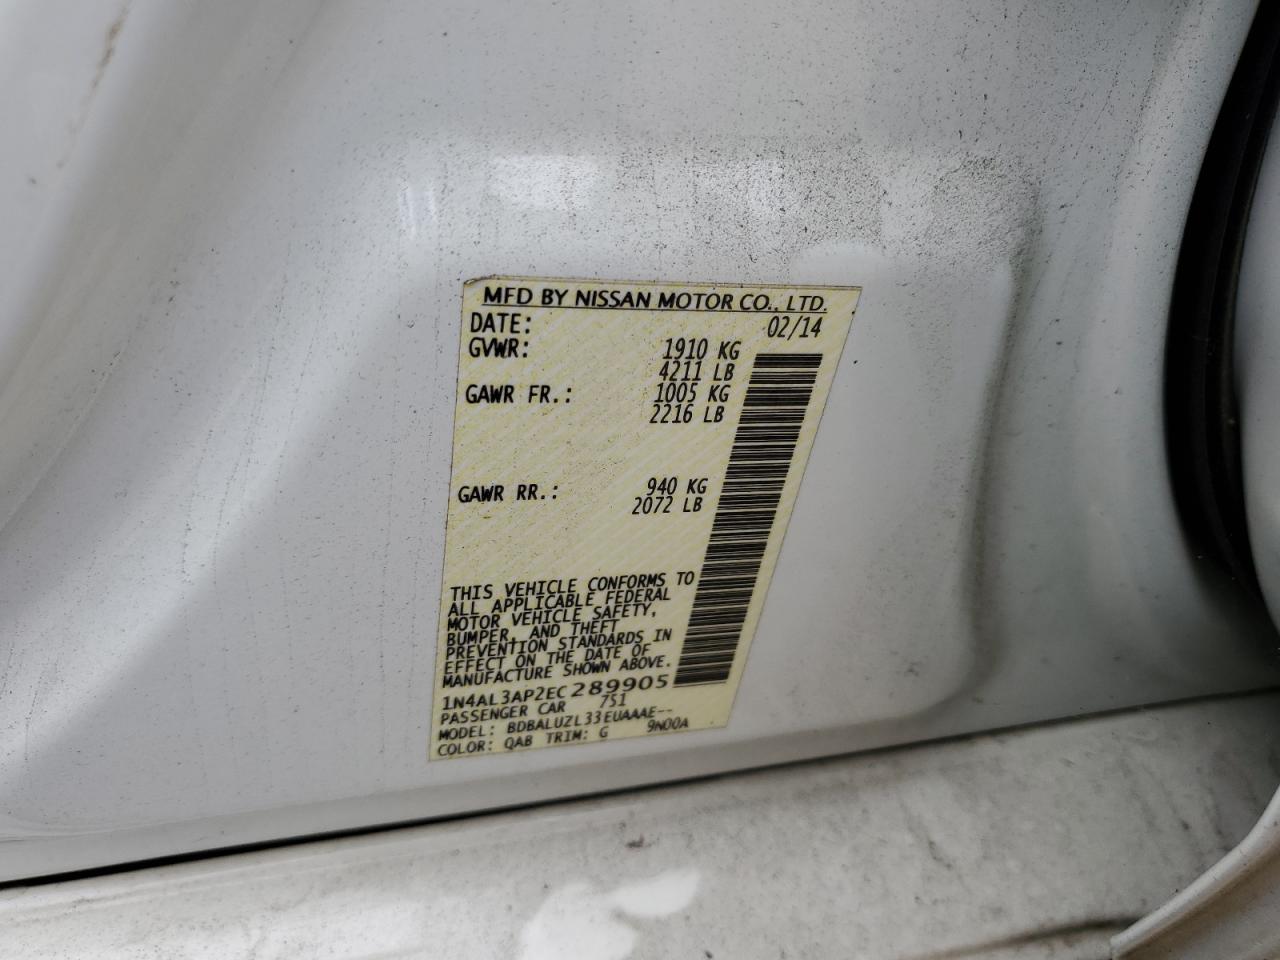 MFD BY NISSAN MOTOR CO., LTD.
DATE: 02/14
GVWR: 1910 KG
4211 LB
GAWR FR.: 1005 KG
2216 LB
GAWR RR.: 940 KG
2072 LB
THIS VEHICLE CONFORMS TO
ALL APPLICABLE FEDERAL
MOTOR VEHICLE SAFETY,
BUMPER, AND THEFT
PREVENTION STANDARDS IN
EFFECT ON THE DATE OF
MANUFACTURE SHOWN ABOVE.
1N4AL3AP2EC289905
PASSENGER CAR 751
MODEL: BDBALUZL33EUAAAE--
COLOR: QAB TRIM: G 9N00A